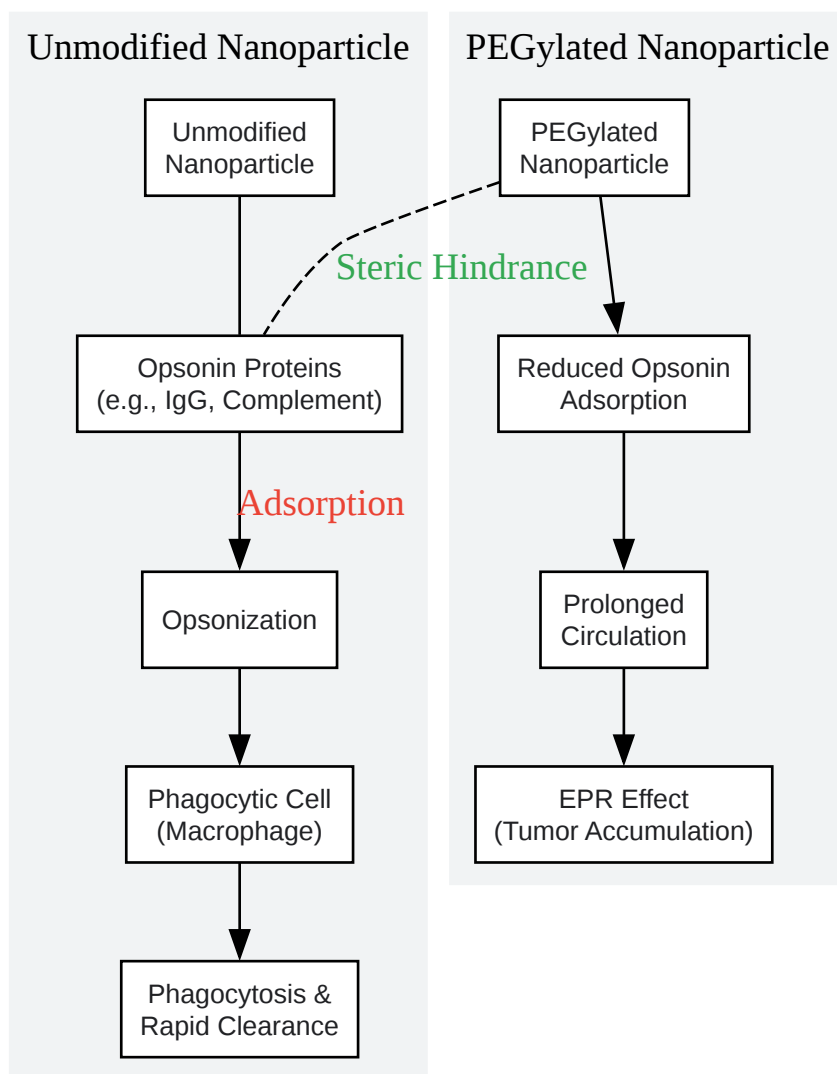 Unmodified Nanoparticle
Unmodified
Nanoparticle
Opsonin Proteins
(e.g., IgG, Complement)
Adsorption
Opsonization
Phagocytic Cell
(Macrophage)
Phagocytosis &
Rapid Clearance
PEGylated Nanoparticle
PEGylated
Nanoparticle
Steric Hindrance
Reduced Opsonin
Adsorption
Prolonged
Circulation
EPR Effect
(Tumor Accumulation)